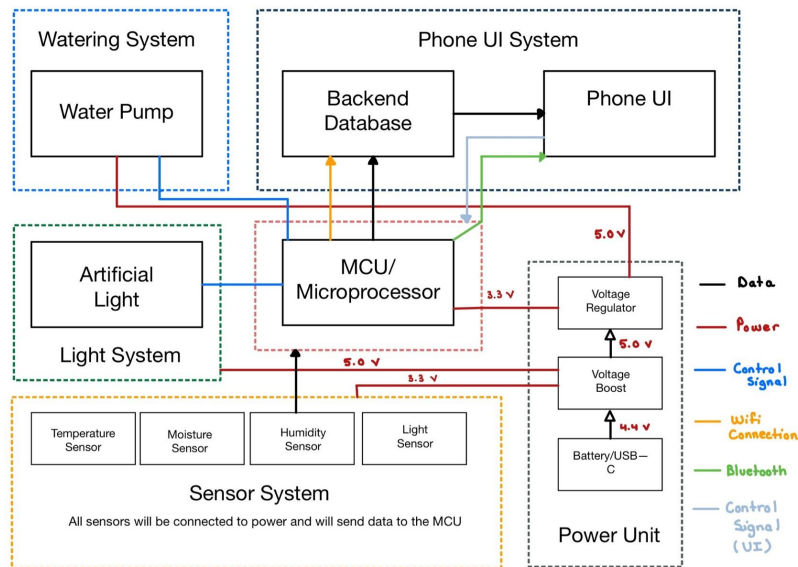 Watering System
Water Pump
Phone UI System
Backend
Database
Phone UI
Artificial
Light
Light System
MCU/
Microprocessor
5.0 V
3.3 V
5.0 V
3.3 V
Voltage
Regulator
5.0 V
Voltage
Boost
4.4 V
Battery/USB—
C
Power Unit
Temperature
Sensor
Moisture
Sensor
Humidity
Sensor
Light
Sensor
Sensor System
All sensors will be connected to power and will send data to the MCU
Data
Power
Control
Signal
Wifi
Connection
Bluetooth
Control
Signal
(UI)